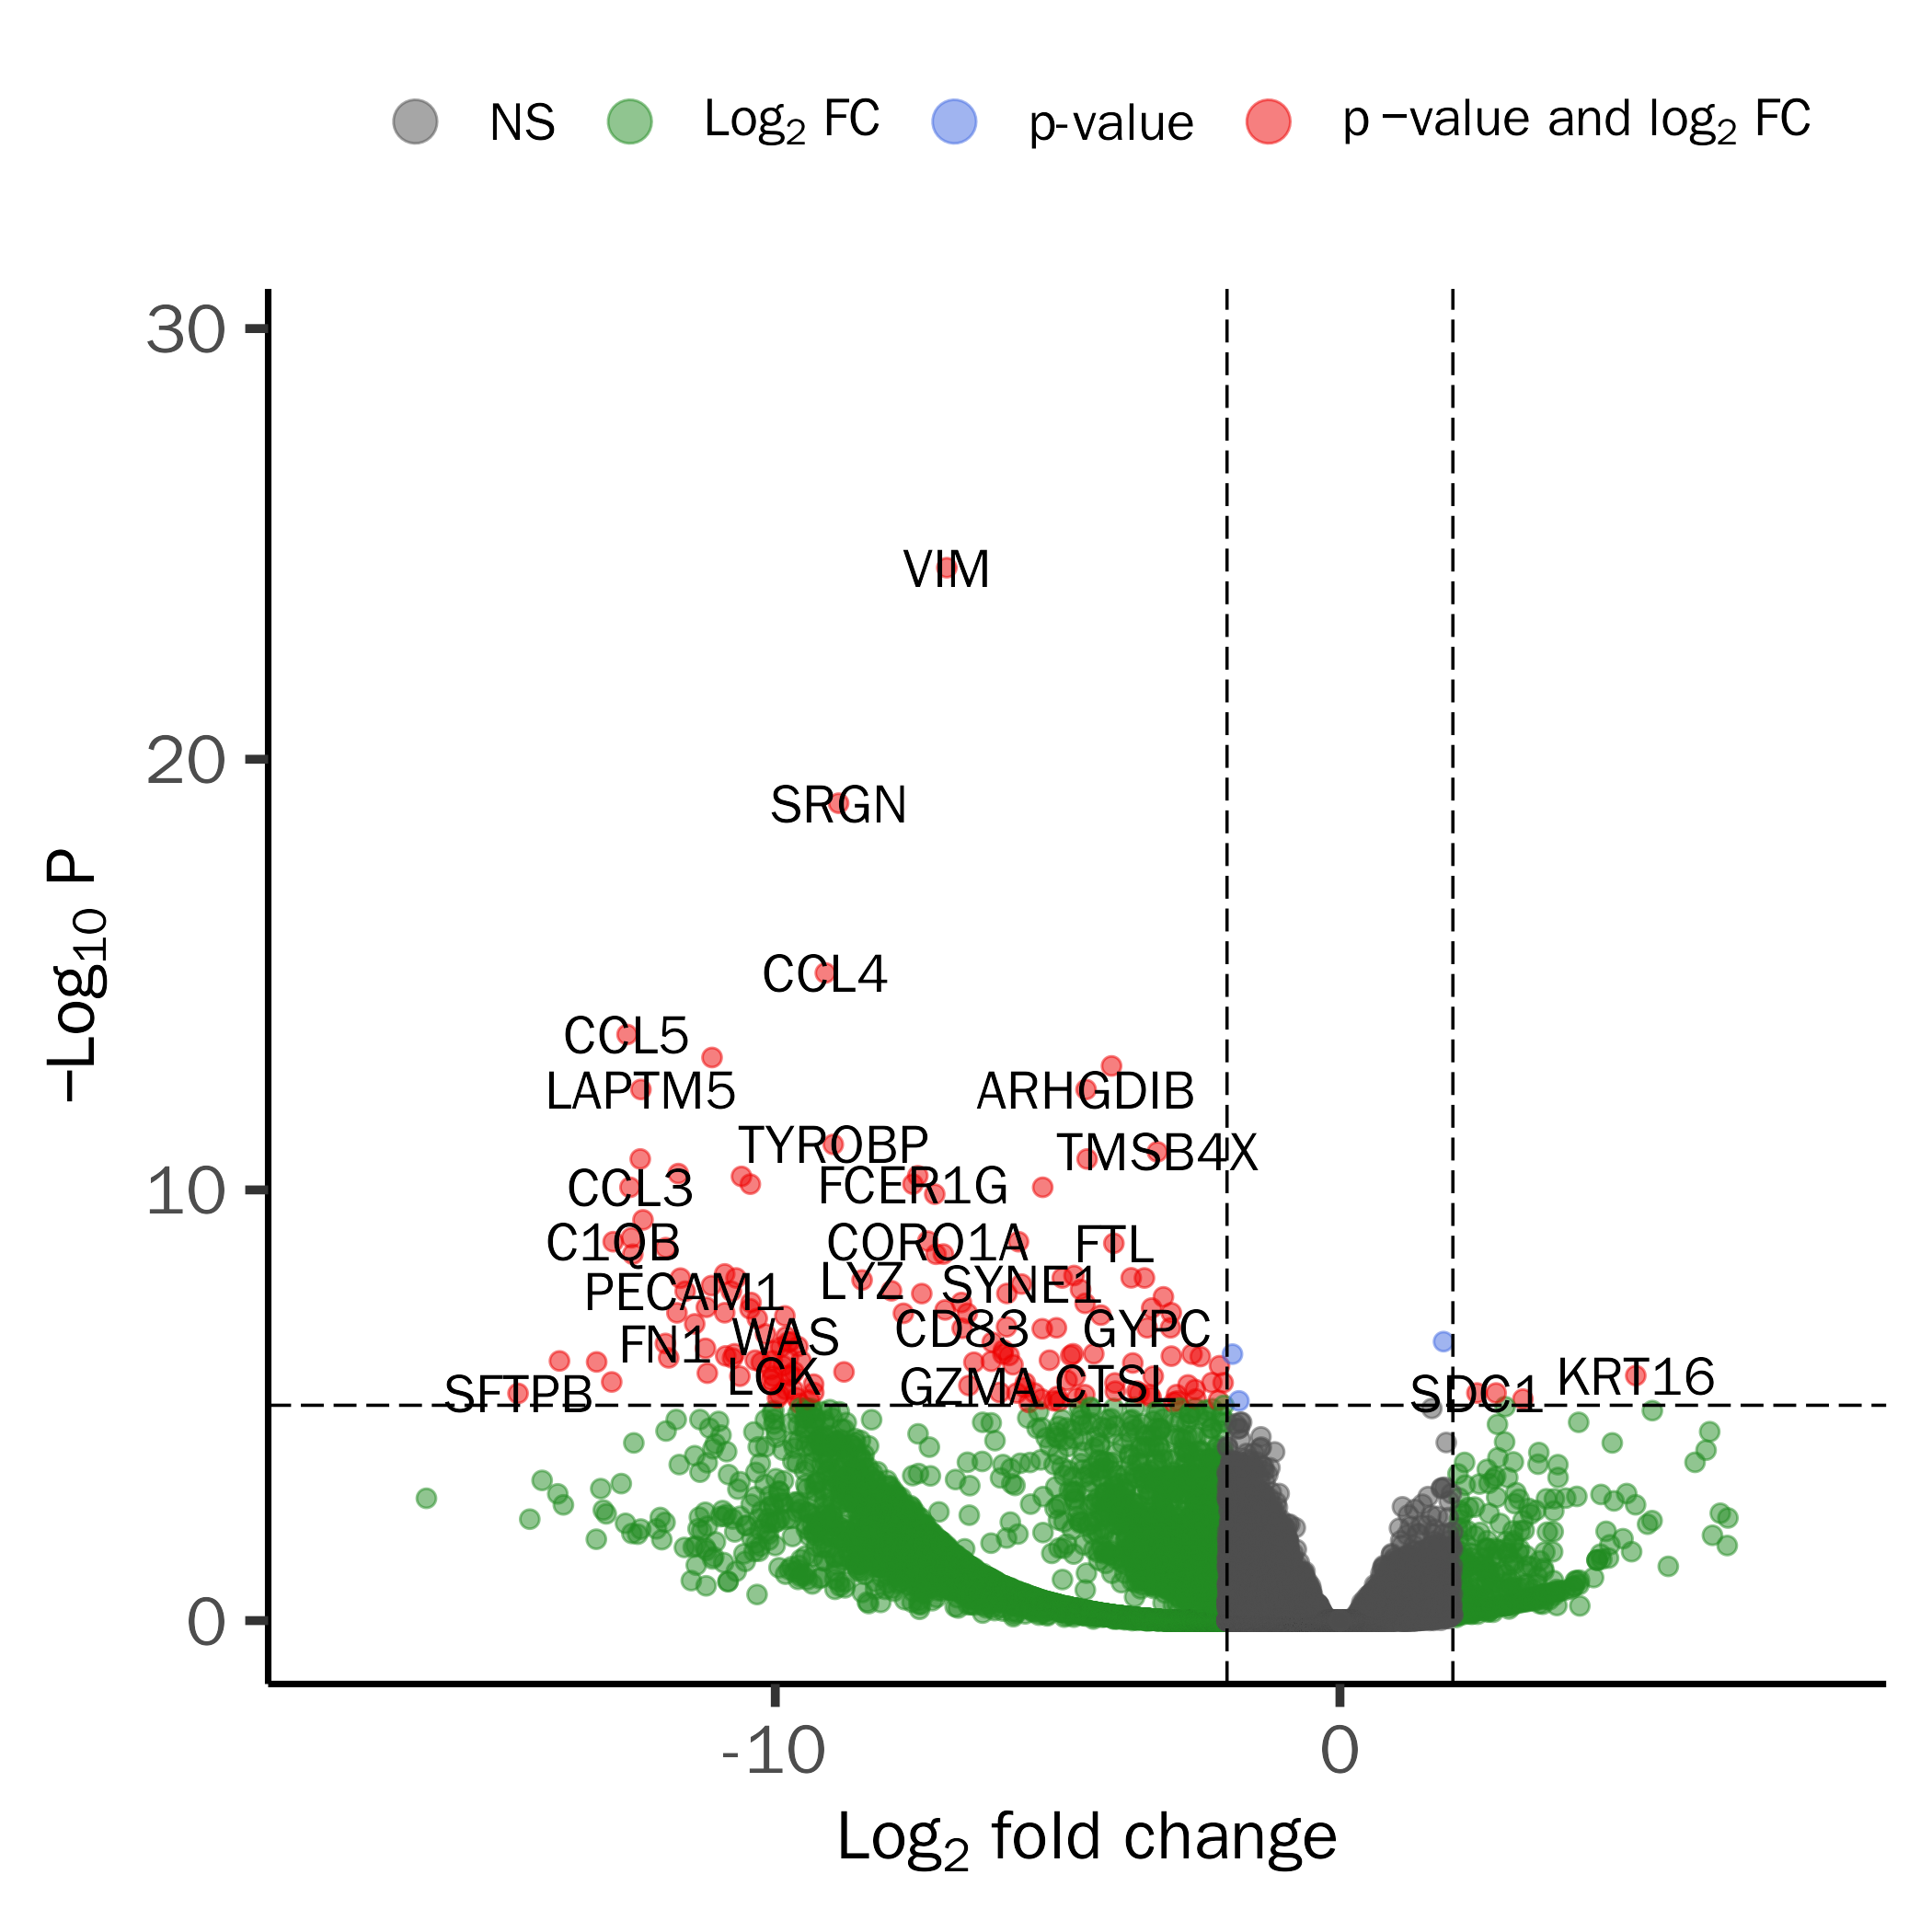 NS Log2 FC p-value p −value and log2 FC
30
VIM
20
SRGN
CCL4
CCL5
LAPTM5 ARHGDIB
TYROBP TMSB4X
10 CCL3 FCER1G
C1QB CORO1A FTL
PECAM1 LYZ SYNE1
FN1 WAS CD83 GYPC
SFTPB LCK GZMA CTSL SDC1 KRT16
0
-10 0
Log2 fold change
−Log10 P